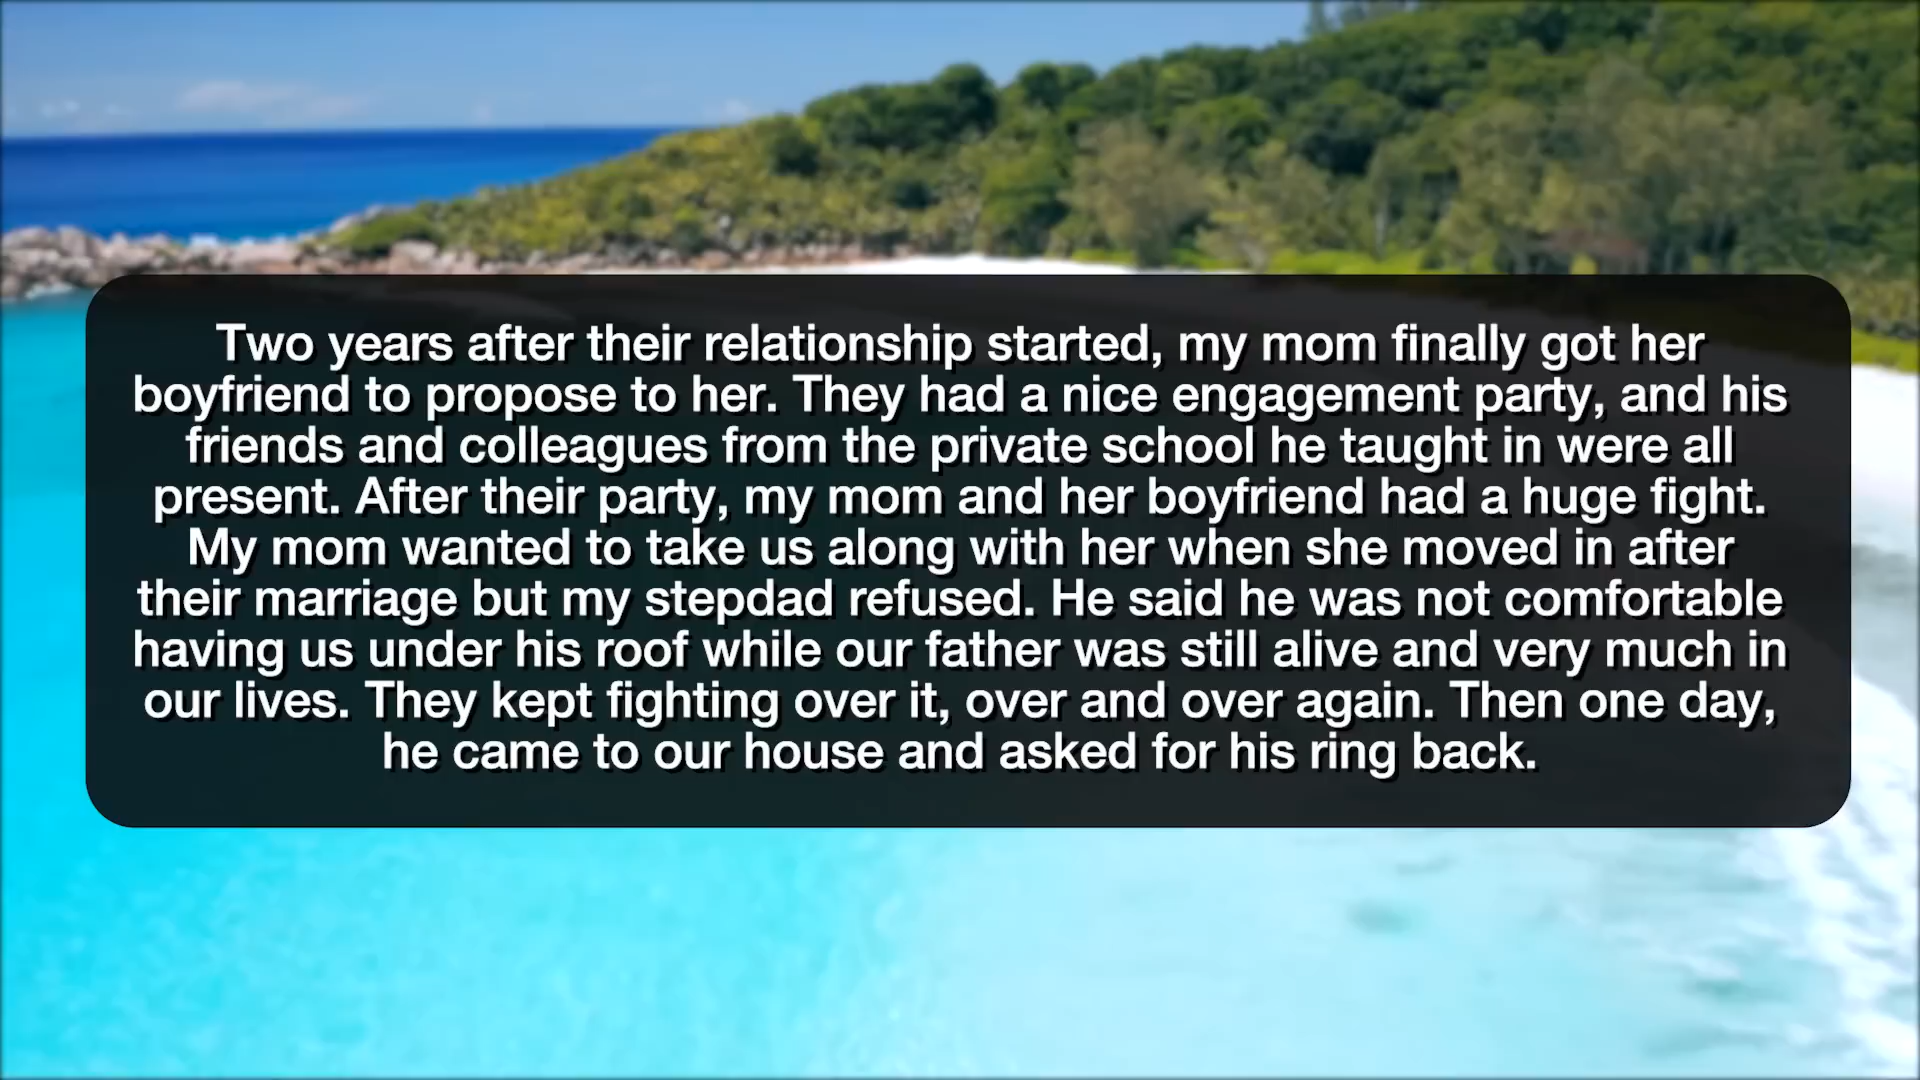 Two years after their relationship started, my mom finally got her
boyfriend to propose to her. They had a nice engagement party, and his
friends and colleagues from the private school he taught in were all
present. After their party, my mom and her boyfriend had a huge fight.
My mom wanted to take us along with her when she moved in after
their marriage but my stepdad refused. He said he was not comfortable
having us under his roof while our father was still alive and very much in
our lives. They kept fighting over it, over and over again. Then one day,
he came to our house and asked for his ring back.